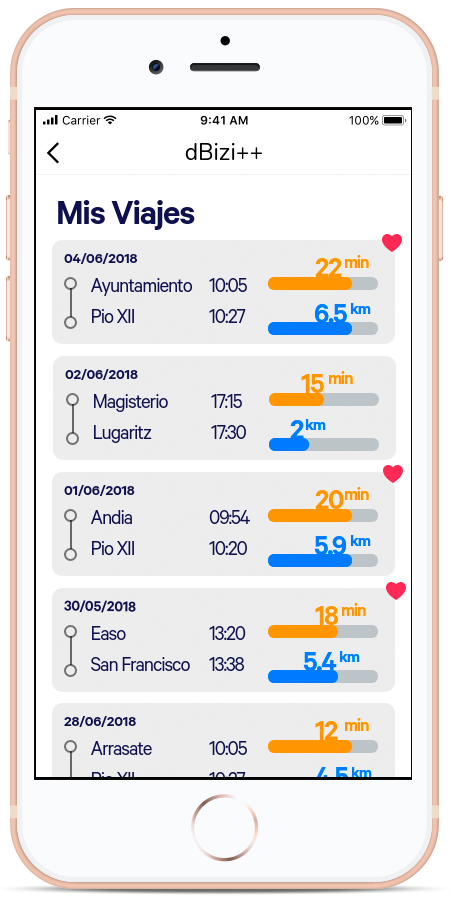 Carrier 9:41 AM 100%
dBizi++
Mis Viajes
04/06/2018
22 min
Ayuntamiento 10:05
Pio XII 10:27
6,5 km
02/06/2018
15 min
Magisterio 17:15
Lugaritz 17:30
2 km
01/06/2018
20 min
Andia 09:54
Pio XII 10:20
5,9 km
30/05/2018
18 min
Easo 13:20
San Francisco 13:38
5,4 km
28/06/2018
12 min
Arrasate 10:05
Pio XII 10:27
4,5 km